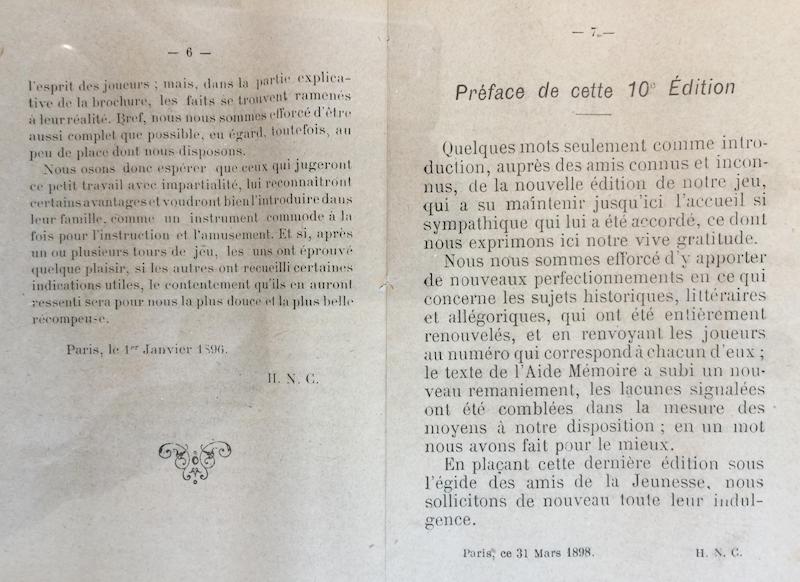 — 6 —
l'esprit des joueurs ; mais, dans la partie explica-
tive de la brochure, les faits se trouvent ramenés
à leur réalité. Bref, nous nous sommes efforcé d'être
aussi complet que possible, eu égard, toutefois, au
peu de place dont nous disposons.
Nous osons donc espérer que ceux qui jugeront
ce petit travail avec impartialité, lui reconnaitront
certains avantages et voudront bien l'introduire dans
leur famille, comme un instrument commode à la
fois pour l'instruction et l'amusement. Et si, après
un ou plusieurs tours de jeu, les uns ont éprouvé
quelque plaisir, si les autres ont recueilli certaines
indications utiles, le contentement qu'ils en auront
ressenti sera pour nous la plus douce et la plus belle
récompense.
Paris, le 1er Janvier 1896.
H. N. C.
— 7 —
Préface de cette 10e Édition
Quelques mots seulement comme intro-
duction, auprès des amis connus et incon-
nus, de la nouvelle édition de notre jeu,
qui a su maintenir jusqu'ici l'accueil si
sympathique qui lui a été accordé, ce dont
nous exprimons ici notre vive gratitude.
Nous nous sommes efforcé d'y apporter
de nouveaux perfectionnements en ce qui
concerne les sujets historiques, littéraires
et allégoriques, qui ont été entièrement
renouvelés, et en renvoyant les joueurs
au numéro qui correspond à chacun d'eux ;
le texte de l'Aide Mémoire a subi un nou-
veau remaniement, les lacunes signalées
ont été comblées dans la mesure des
moyens à notre disposition ; en un mot
nous avons fait pour le mieux.
En plaçant cette dernière édition sous
l'égide des amis de la Jeunesse, nous
sollicitons de nouveau toute leur indul-
gence.
Paris, ce 31 Mars 1898.
H. N. C.